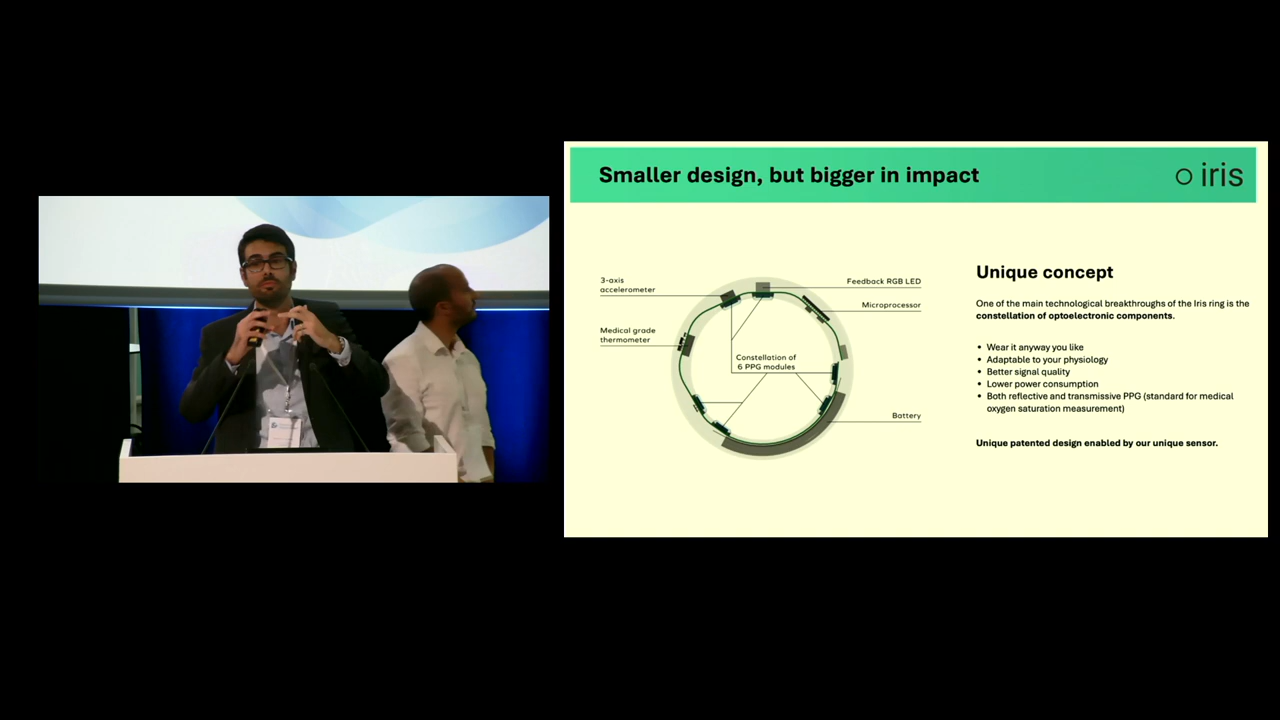 Smaller design, but bigger in impact
iris
3-axis
accelerometer
Medical grade
thermometer
Feedback RGB LED
Microprocessor
Constellation of
6 PPG modules
Battery
Unique concept
One of the main technological breakthroughs of the Iris ring is the
constellation of optoelectronic components.
• Wear it anyway you like
• Adaptable to your physiology
• Better signal quality
• Lower power consumption
• Both reflective and transmissive PPG (standard for medical
oxygen saturation measurement)
Unique patented design enabled by our unique sensor.